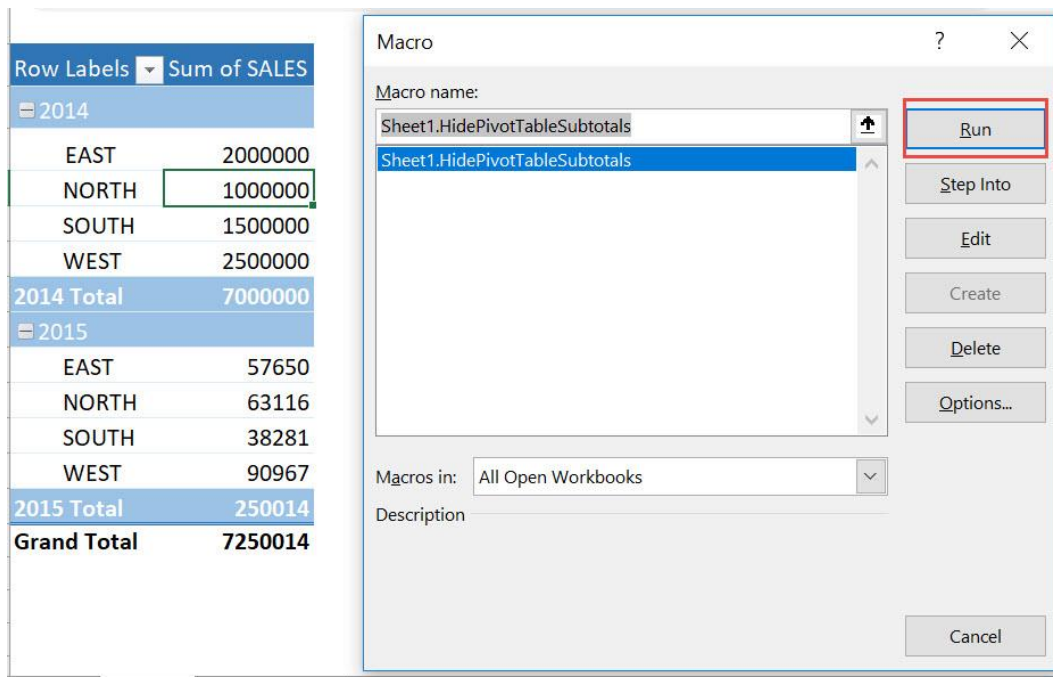 Row Labels Sum of SALES
2014
EAST 2000000
NORTH 1000000
SOUTH 1500000
WEST 2500000
2014 Total 7000000
2015
EAST 57650
NORTH 63116
SOUTH 38281
WEST 90967
2015 Total 250014
Grand Total 7250014
Macro ?
Macro name:
Sheet1.HidePivotTableSubtotals
Sheet1.HidePivotTableSubtotals
Run
Step Into
Edit
Create
Delete
Options...
Macros in: All Open Workbooks
Description
Cancel